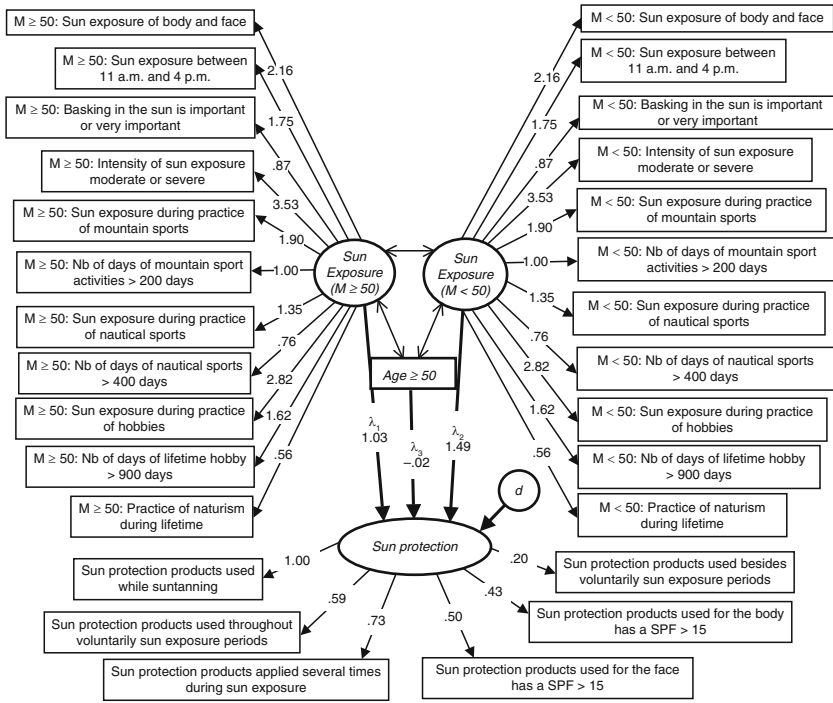 M ≥ 50: Sun exposure of body and face
M ≥ 50: Sun exposure between
11 a.m. and 4 p.m.
M ≥ 50: Basking in the sun is important
or very important
M ≥ 50: Intensity of sun exposure
moderate or severe
M ≥ 50: Sun exposure during practice
of mountain sports
M ≥ 50: Nb of days of mountain sport
activities > 200 days
M ≥ 50: Sun exposure during practice
of nautical sports
M ≥ 50: Nb of days of nautical sports
> 400 days
M ≥ 50: Sun exposure during practice
of hobbies
M ≥ 50: Nb of days of lifetime hobby
> 900 days
M ≥ 50: Practice of naturism
during lifetime
2.16
1.75
.87
3.53
1.90
1.00
1.35
.76
2.82
1.62
.56
Sun
Exposure
(M ≥ 50)
Sun
Exposure
(M < 50)
Age ≥ 50
λ1
1.03
λ3
–.02
λ2
1.49
d
2.16
1.75
.87
3.53
1.90
1.00
1.35
.76
2.82
1.62
.56
M < 50: Sun exposure of body and face
M < 50: Sun exposure between
11 a.m. and 4 p.m.
M < 50: Basking in the sun is important
or very important
M < 50: Intensity of sun exposure
moderate or severe
M < 50: Sun exposure during practice
of mountain sports
M < 50: Nb of days of mountain sport
activities > 200 days
M < 50: Sun exposure during practice
of nautical sports
M < 50: Nb of days of nautical sports
> 400 days
M < 50: Sun exposure during practice of
hobbies
M < 50: Nb of days of lifetime hobby
> 900 days
M < 50: Practice of naturism
during lifetime
Sun protection
1.00
.59
.73
.50
.43
.20
Sun protection products used
while suntanning
Sun protection products used throughout
voluntarily sun exposure periods
Sun protection products applied several times
during sun exposure
Sun protection products used for the face
has a SPF > 15
Sun protection products used for the body
has a SPF > 15
Sun protection products used besides
voluntarily sun exposure periods